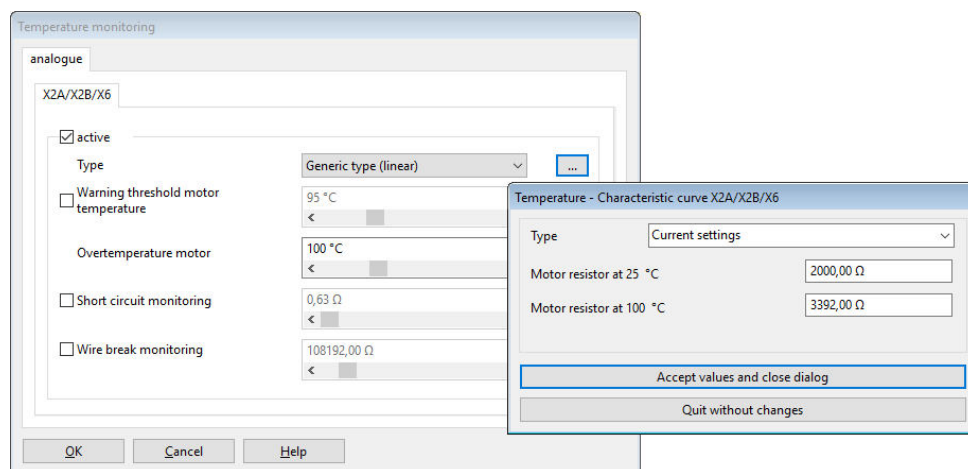 Temperature monitoring
analogue
X2A/X2B/X6
active
Type
Generic type (linear)
...
Warning threshold motor
temperature
95 °C
Overtemperature motor
100 °C
Short circuit monitoring
0,63 Ω
Wire break monitoring
108192,00 Ω
OK
Cancel
Help
Temperature - Characteristic curve X2A/X2B/X6
Type
Current settings
Motor resistor at 25 °C
2000,00 Ω
Motor resistor at 100 °C
3392,00 Ω
Accept values and close dialog
Quit without changes